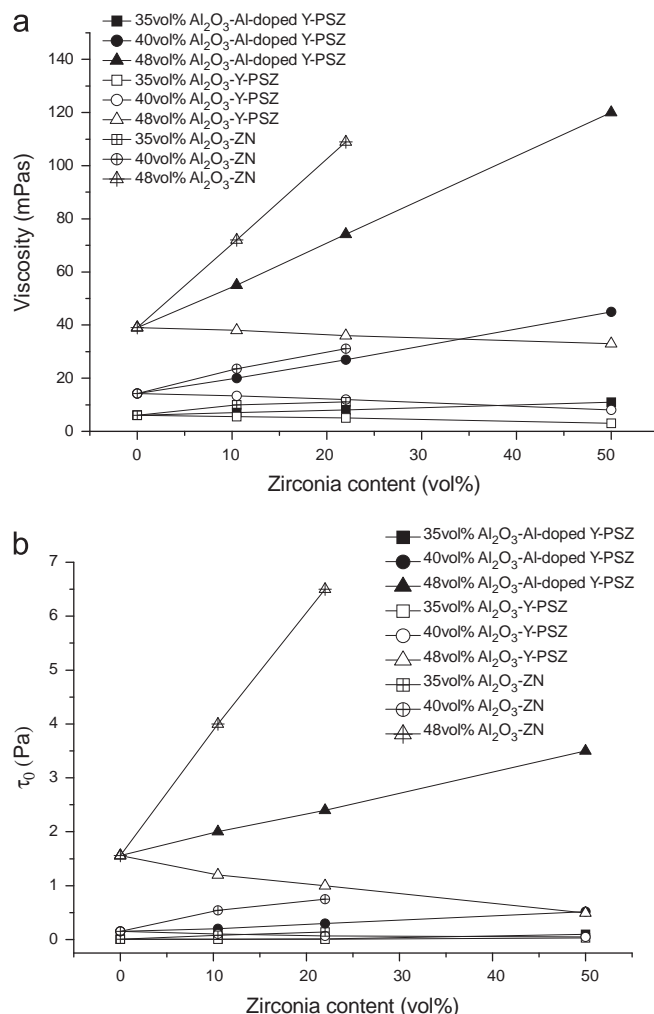 a
35vol% Al₂O₃-Al-doped Y-PSZ
40vol% Al₂O₃-Al-doped Y-PSZ
48vol% Al₂O₃-Al-doped Y-PSZ
35vol% Al₂O₃-Y-PSZ
40vol% Al₂O₃-Y-PSZ
48vol% Al₂O₃-Y-PSZ
35vol% Al₂O₃-ZN
40vol% Al₂O₃-ZN
48vol% Al₂O₃-ZN
Viscosity (mPas)
140
120
100
80
60
40
20
0
0 10 20 30 40 50
Zirconia content (vol%)
b
35vol% Al₂O₃-Al-doped Y-PSZ
40vol% Al₂O₃-Al-doped Y-PSZ
48vol% Al₂O₃-Al-doped Y-PSZ
35vol% Al₂O₃-Y-PSZ
40vol% Al₂O₃-Y-PSZ
48vol% Al₂O₃-Y-PSZ
35vol% Al₂O₃-ZN
40vol% Al₂O₃-ZN
48vol% Al₂O₃-ZN
τ₀ (Pa)
7
6
5
4
3
2
1
0
0 10 20 30 40 50
Zirconia content (vol%)